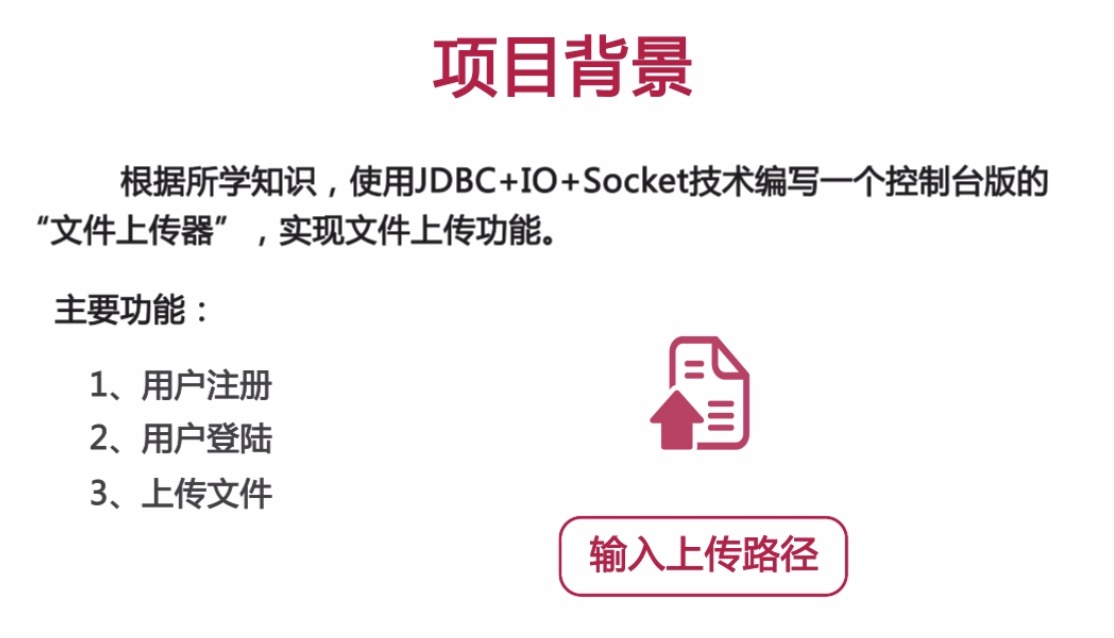 项目背景
根据所学知识，使用JDBC+IO+Socket技术编写一个控制台版的
“文件上传器”，实现文件上传功能。
主要功能：
1、用户注册
2、用户登陆
3、上传文件
输入上传路径